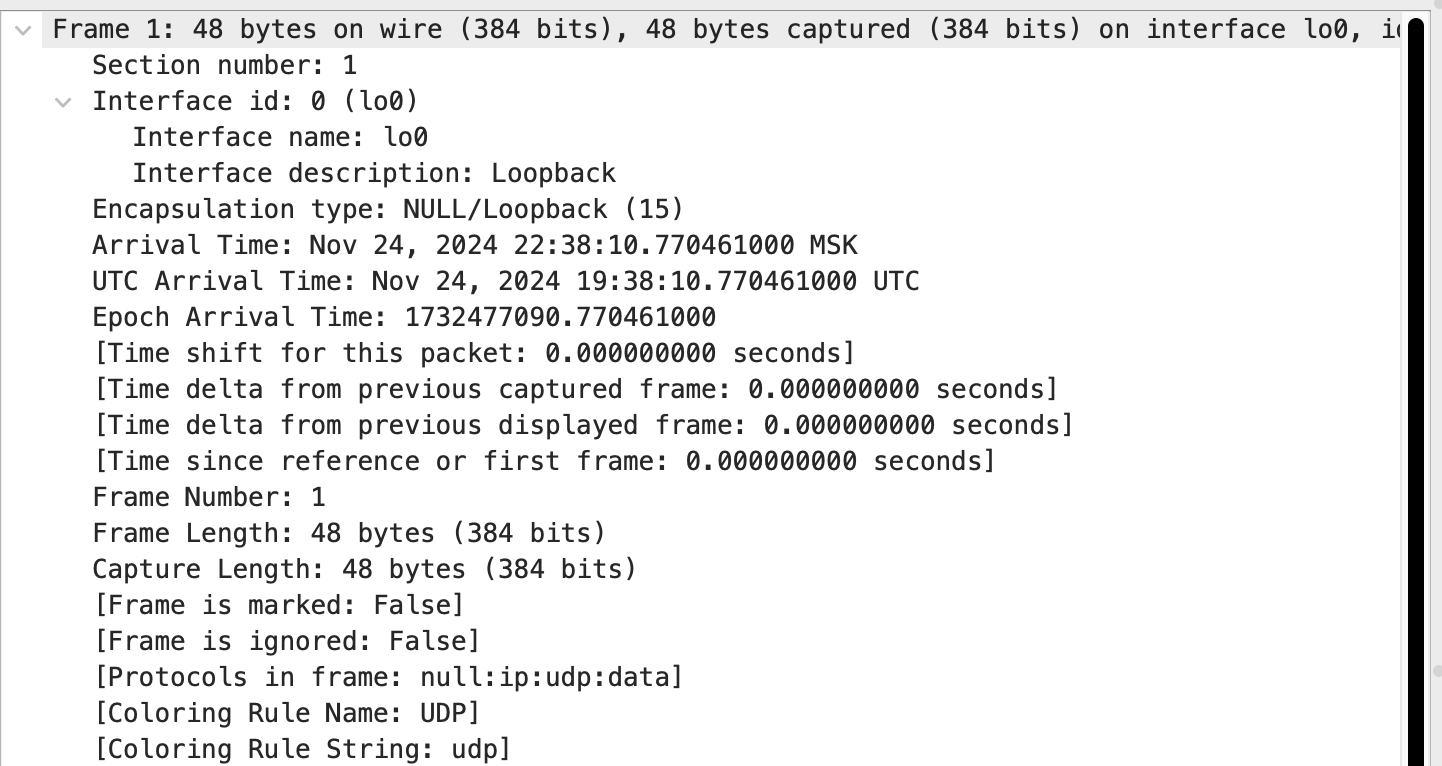 Frame 1: 48 bytes on wire (384 bits), 48 bytes captured (384 bits) on interface lo0,
Section number: 1
Interface id: 0 (lo0)
Interface name: lo0
Interface description: Loopback
Encapsulation type: NULL/Loopback (15)
Arrival Time: Nov 24, 2024 22:38:10.770461000 MSK
UTC Arrival Time: Nov 24, 2024 19:38:10.770461000 UTC
Epoch Arrival Time: 1732477090.770461000
[Time shift for this packet: 0.000000000 seconds]
[Time delta from previous captured frame: 0.000000000 seconds]
[Time delta from previous displayed frame: 0.000000000 seconds]
[Time since reference or first frame: 0.000000000 seconds]
Frame Number: 1
Frame Length: 48 bytes (384 bits)
Capture Length: 48 bytes (384 bits)
[Frame is marked: False]
[Frame is ignored: False]
[Protocols in frame: null:ip:udp:data]
[Coloring Rule Name: UDP]
[Coloring Rule String: udp]